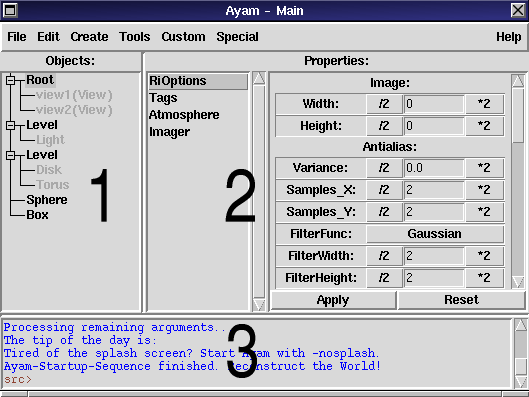 Ayam - Main
File Edit Create Tools Custom Special Help
Objects: Properties:
Root
view1(View)
view2(View)
Level
Light
Level
Disk
Torus
Sphere
Box
1
RiOptions
Tags
Atmosphere
Imager
2
Image:
Width: /2 0 *2
Height: /2 0 *2
Antialias:
Variance: /2 0.0 *2
Samples_X: /2 2 *2
Samples_Y: /2 2 *2
FilterFunc: Gaussian
FilterWidth: /2 2 *2
FilterHeight: /2 2 *2
Apply Reset
Processing remaining arguments..
The tip of the day is:
Tired of the splash screen? Start Ayam with -nosplash.
Ayam-Startup-Sequence finished. Reconstruct the World!
src>
3